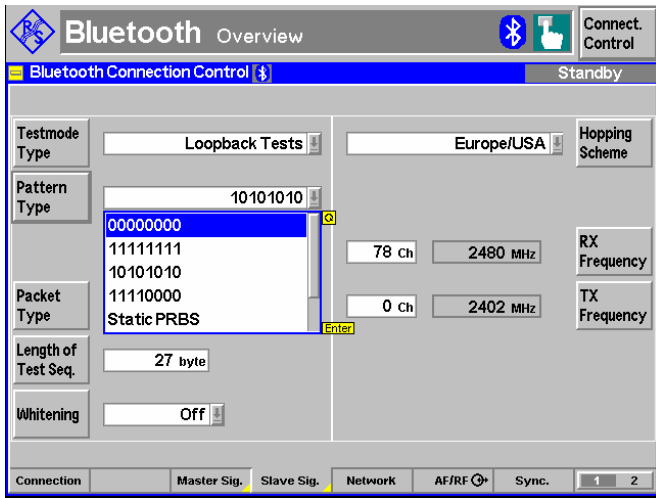 R&S Bluetooth Overview Connect. Control
Bluetooth Connection Control Standby
Testmode Type Loopback Tests Europe/USA Hopping Scheme
Pattern Type 10101010
00000000 Q
11111111
10101010
11110000
Static PRBS
Enter
78 Ch 2480 MHz RX Frequency
Packet Type 0 Ch 2402 MHz TX Frequency
Length of Test Seq. 27 byte
Whitening Off
Connection Master Sig. Slave Sig. Network AF/RF Sync. 1 2